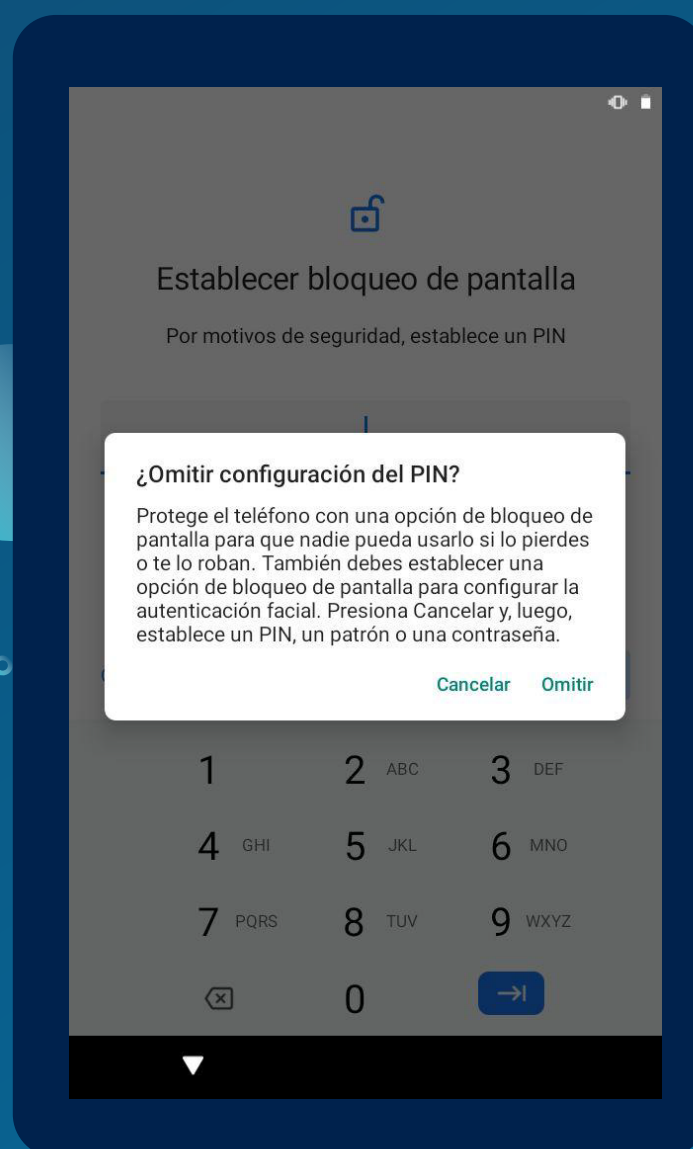 Establecer bloqueo de pantalla
Por motivos de seguridad, establece un PIN
¿Omitir configuración del PIN?
Protege el teléfono con una opción de bloqueo de
pantalla para que nadie pueda usarlo si lo pierdes
o te lo roban. También debes establecer una
opción de bloqueo de pantalla para configurar la
autenticación facial. Presiona Cancelar y, luego,
establece un PIN, un patrón o una contraseña.
Cancelar Omitir
1 2 ABC 3 DEF
4 GHI 5 JKL 6 MNO
7 PQRS 8 TUV 9 WXYZ
0